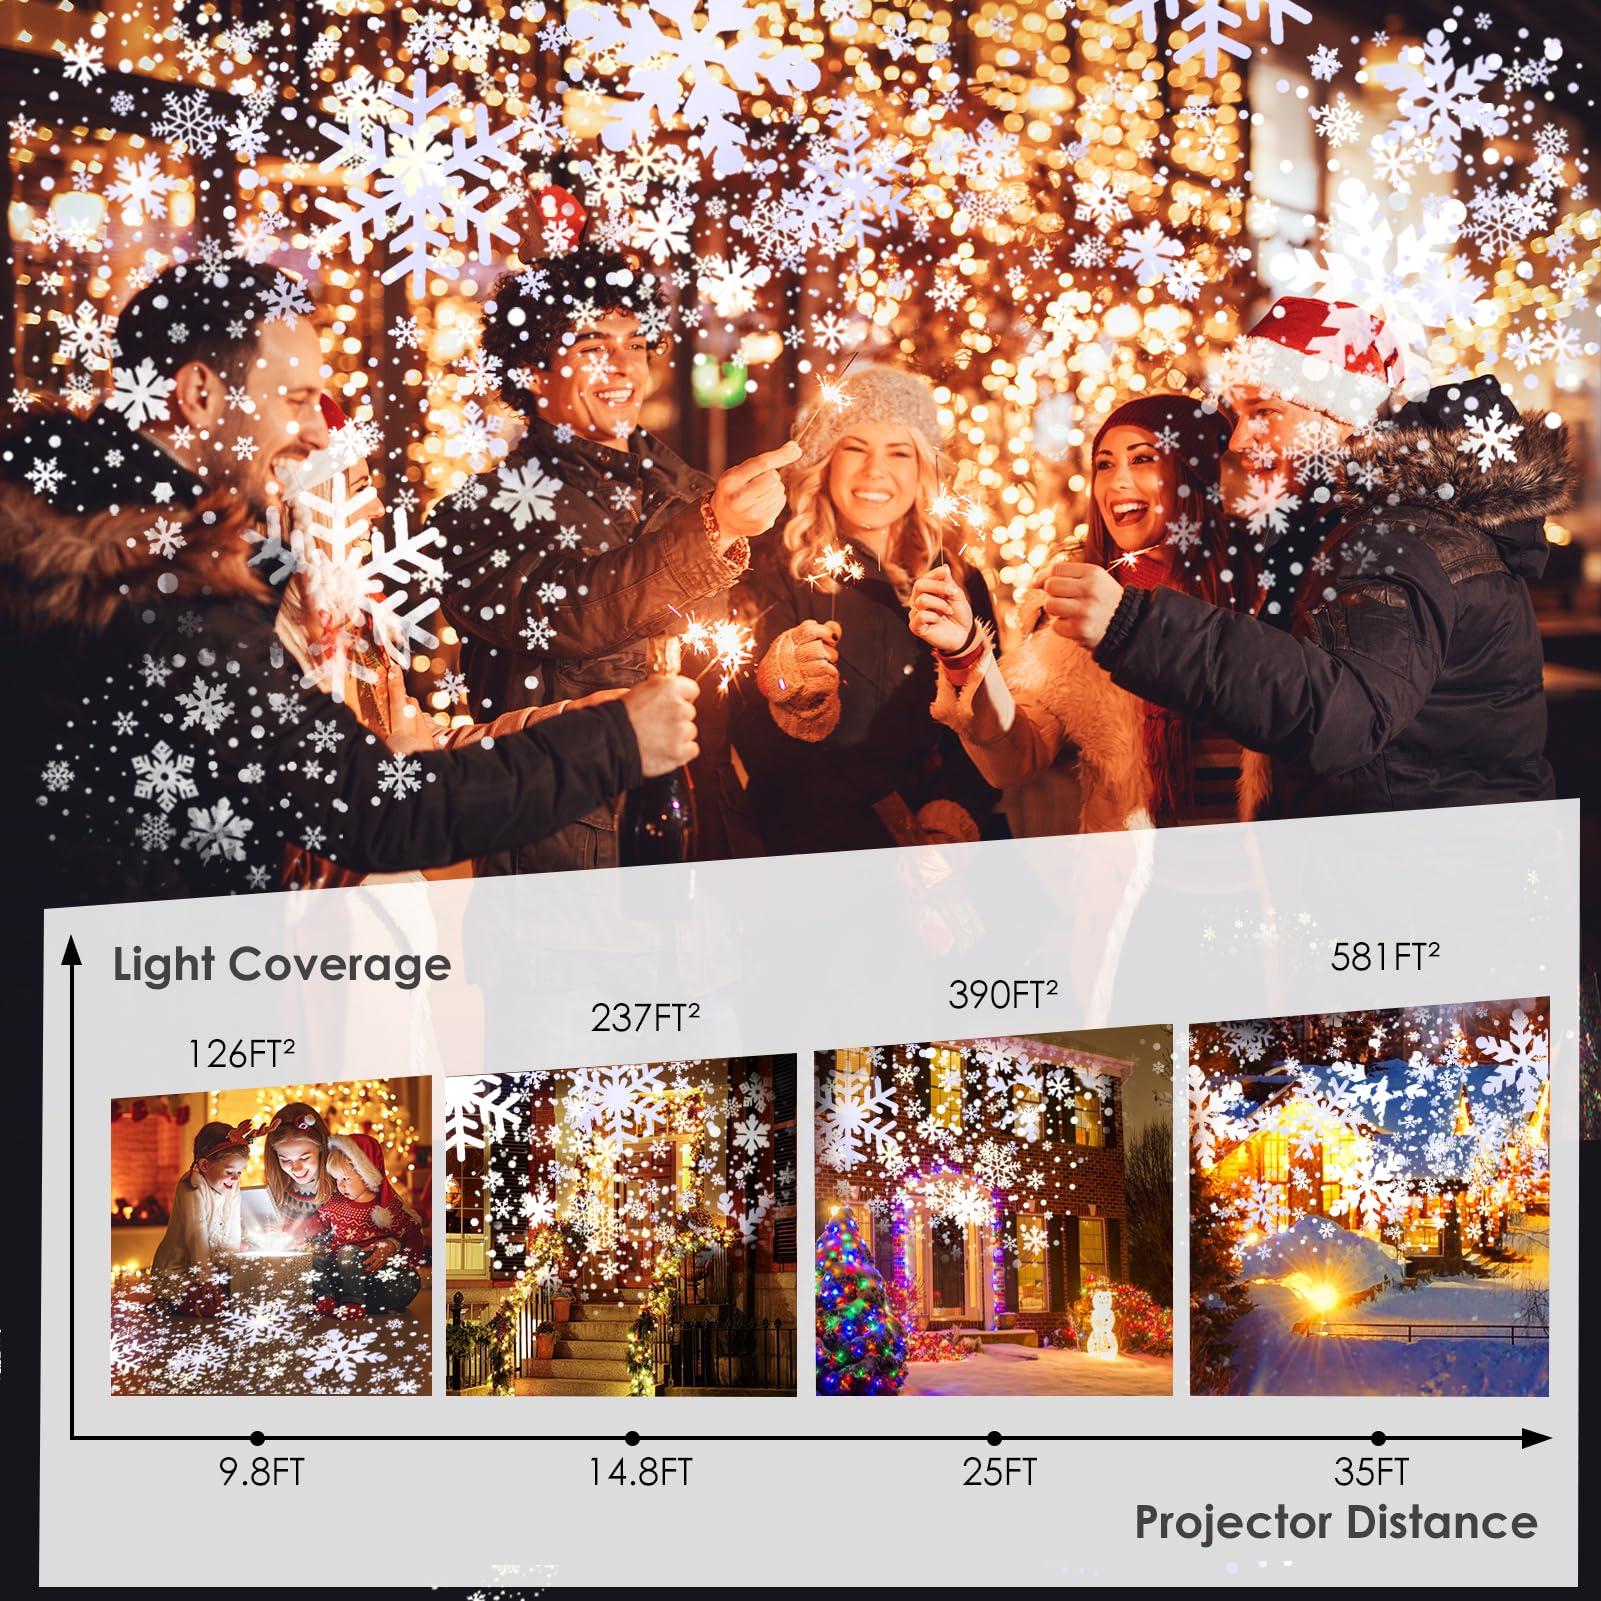 Light Coverage
126FT²
237FT²
390FT²
581FT²
9.8FT
14.8FT
25FT
35FT
Projector Distance